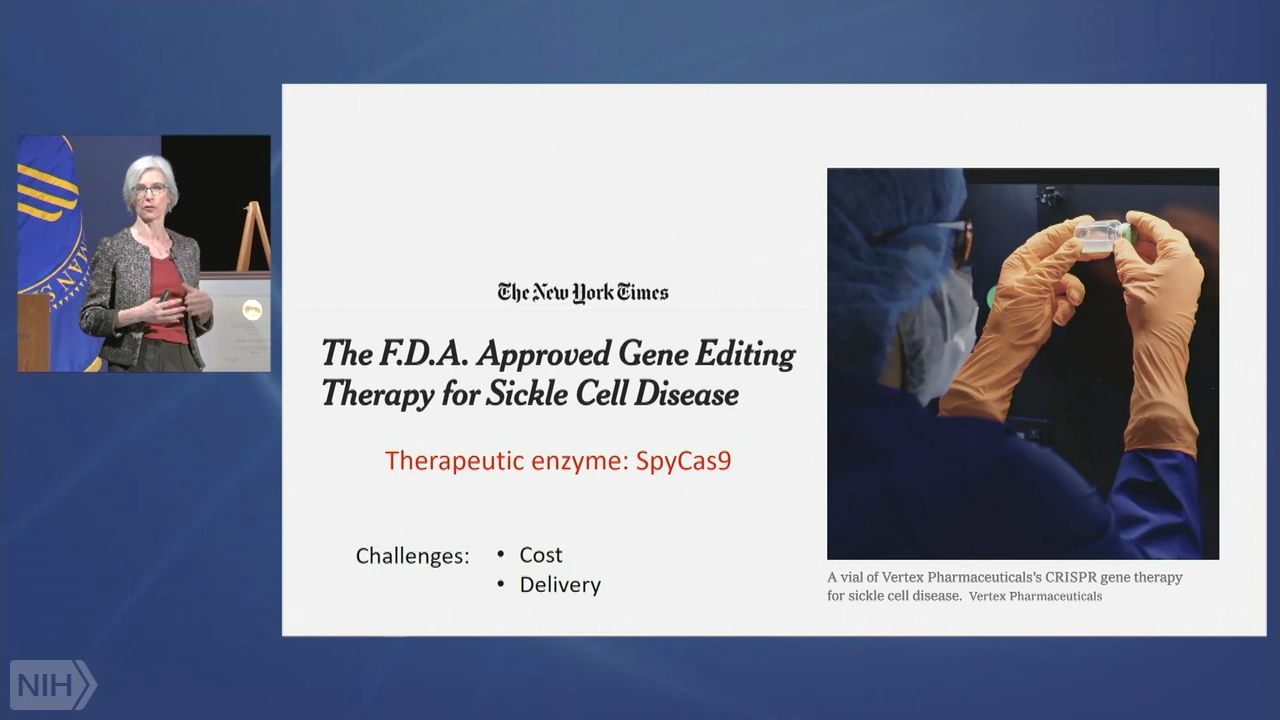 The New York Times
The F.D.A. Approved Gene Editing
Therapy for Sickle Cell Disease
Therapeutic enzyme: SpyCas9
Challenges:
• Cost
• Delivery
A vial of Vertex Pharmaceuticals's CRISPR gene therapy
for sickle cell disease. Vertex Pharmaceuticals
MAN S
NIH